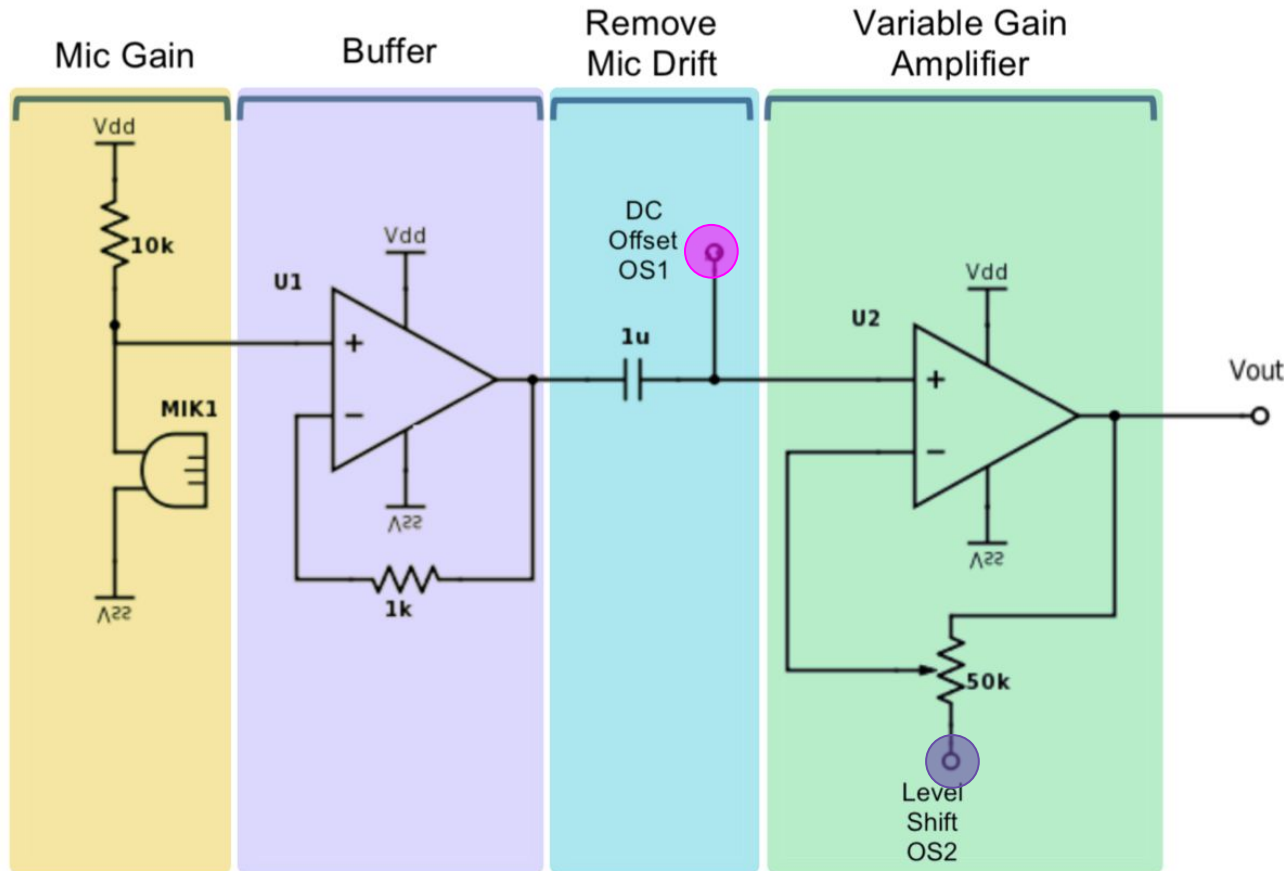 Mic Gain
Buffer
Remove
Mic Drift
Variable Gain
Amplifier
Vdd
10k
MIK1
Vss
U1
Vdd
+
−
Vss
1k
DC
Offset
OS1
1u
U2
Vdd
+
−
Vss
50k
Level
Shift
OS2
Vout